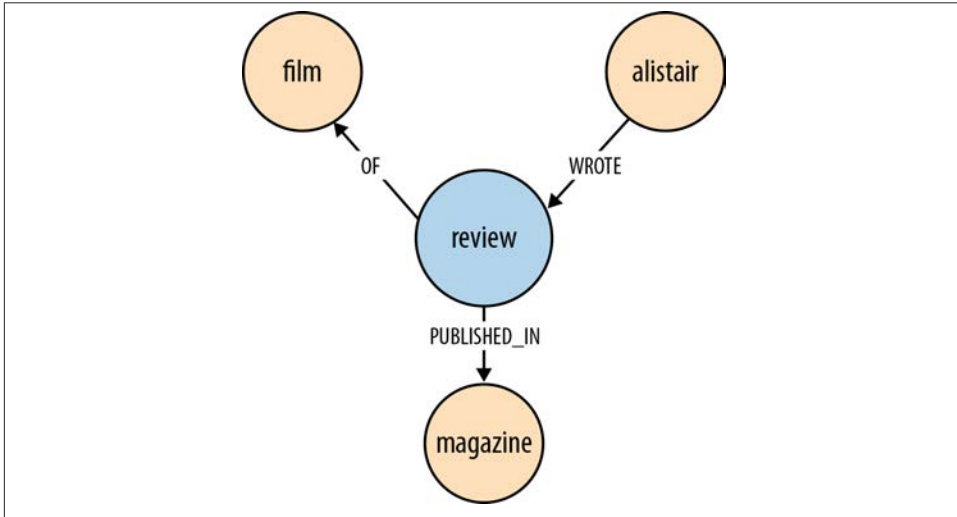 film
alistair
OF
WROTE
review
PUBLISHED_IN
magazine